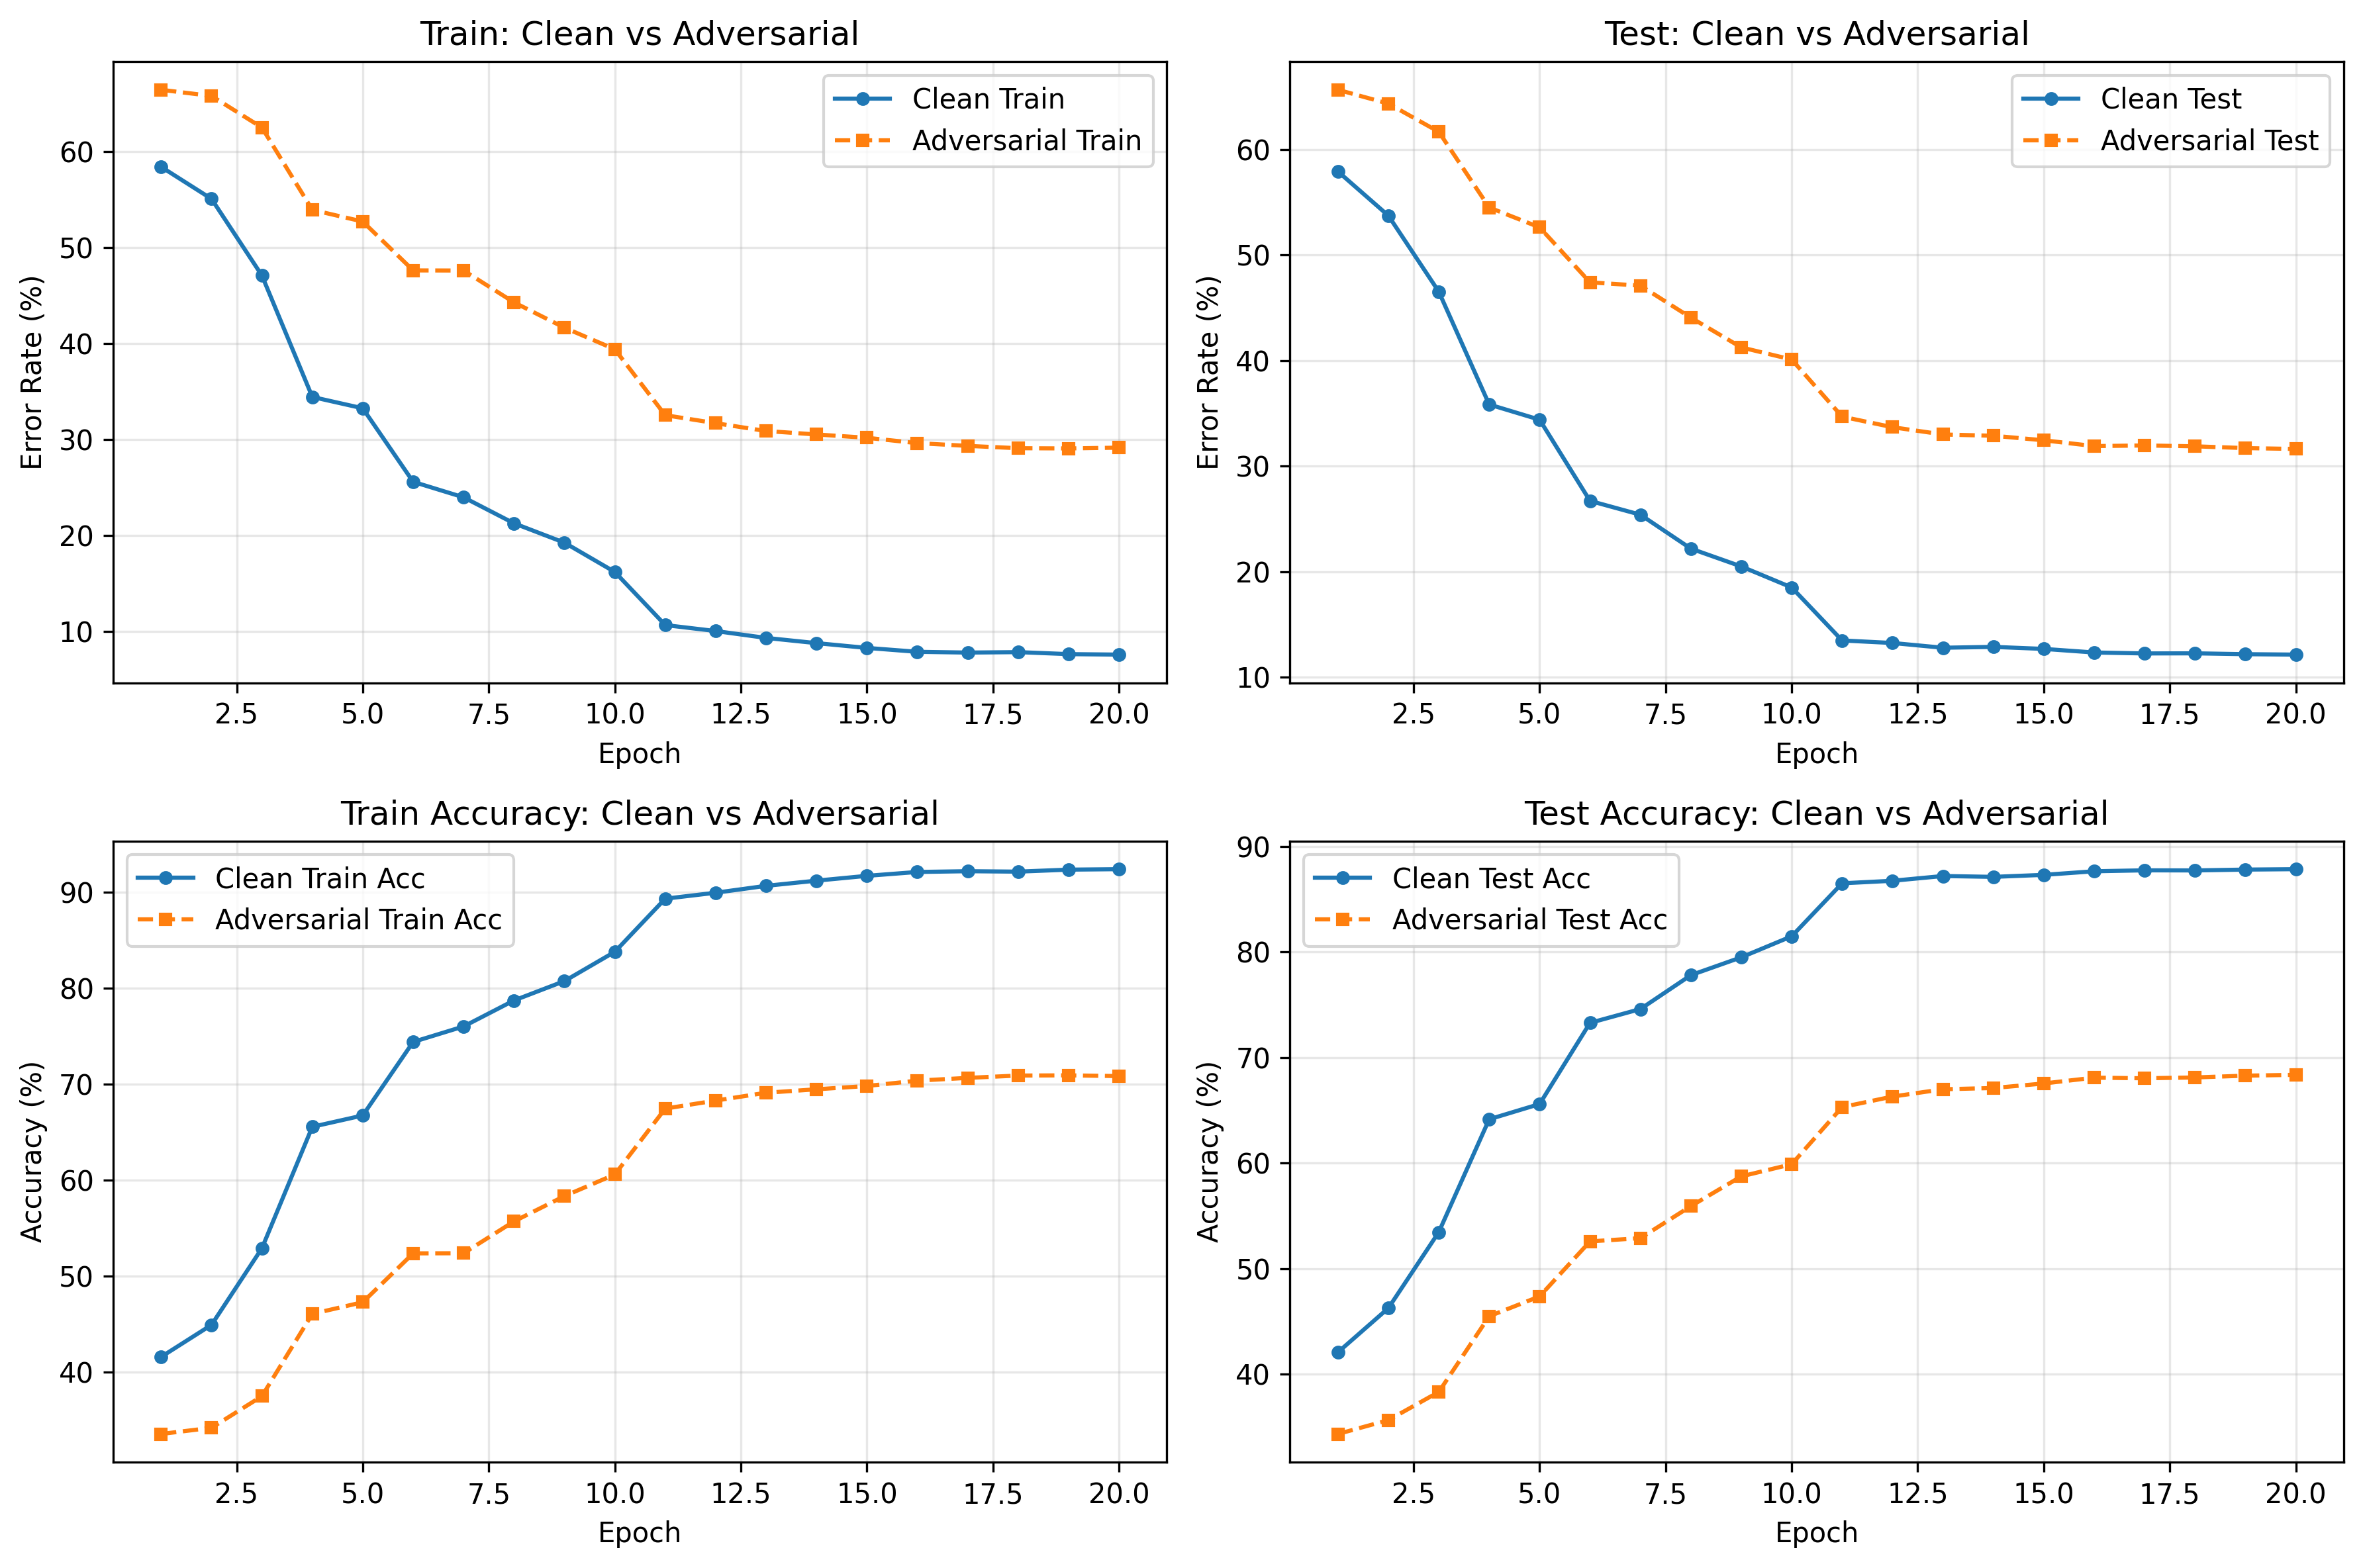 Train: Clean vs Adversarial
Clean Train
Adversarial Train
Error Rate (%)
60
50
40
30
20
10
2.5 5.0 7.5 10.0 12.5 15.0 17.5 20.0
Epoch
Test: Clean vs Adversarial
Clean Test
Adversarial Test
Error Rate (%)
60
50
40
30
20
10
2.5 5.0 7.5 10.0 12.5 15.0 17.5 20.0
Epoch
Train Accuracy: Clean vs Adversarial
Clean Train Acc
Adversarial Train Acc
Accuracy (%)
90
80
70
60
50
40
2.5 5.0 7.5 10.0 12.5 15.0 17.5 20.0
Epoch
Test Accuracy: Clean vs Adversarial
Clean Test Acc
Adversarial Test Acc
Accuracy (%)
90
80
70
60
50
40
2.5 5.0 7.5 10.0 12.5 15.0 17.5 20.0
Epoch